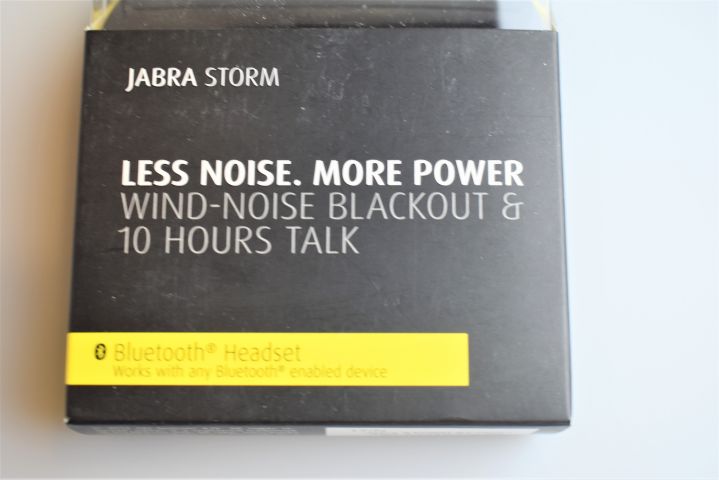 JABRA STORM
LESS NOISE. MORE POWER
WIND-NOISE BLACKOUT &
10 HOURS TALK
Bluetooth® Headset
Works with any Bluetooth® enabled device